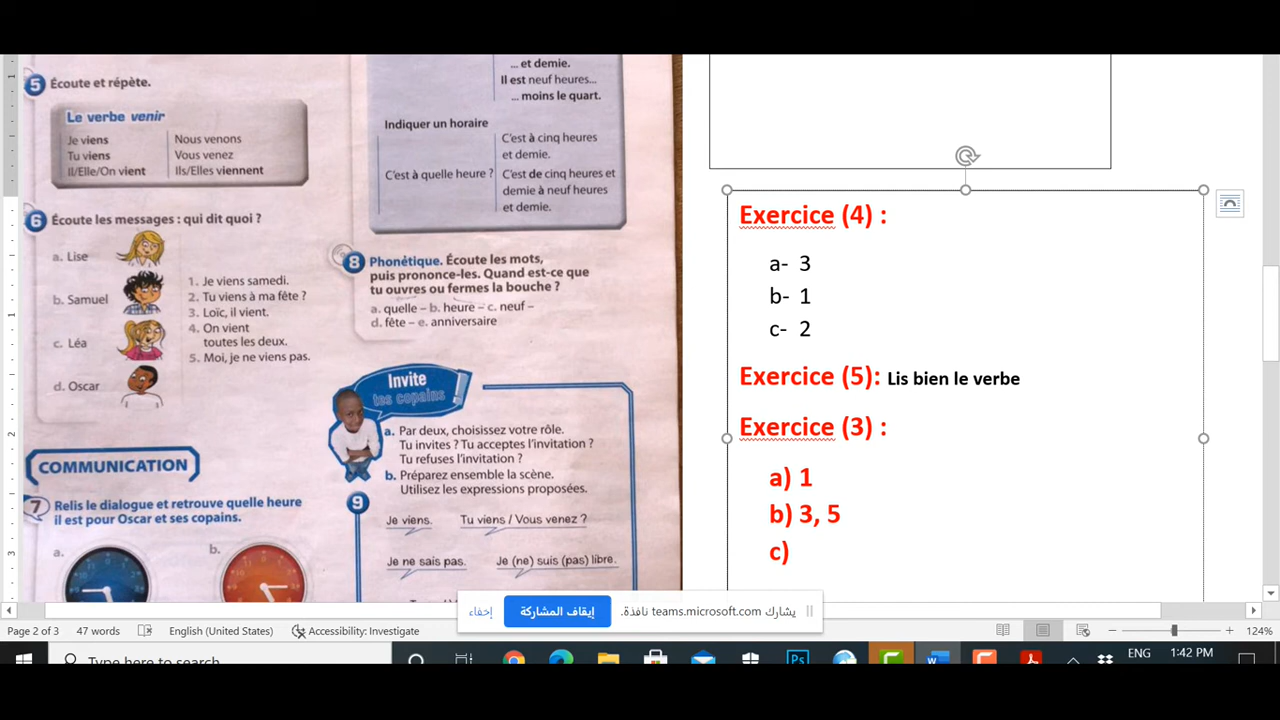 5 Écoute et répète.
Le verbe venir
Je viens Nous venons
Tu viens Vous venez
Il/Elle/On vient Ils/Elles viennent
6 Écoute les messages : qui dit quoi ?
a. Lise
b. Samuel
c. Léa
d. Oscar
1. Je viens samedi.
2. Tu viens à ma fête ?
3. Loïc, il vient.
4. On vient
toutes les deux.
5. Moi, je ne viens pas.
COMMUNICATION
7 Relis le dialogue et retrouve quelle heure
il est pour Oscar et ses copains.
a. b.
... et demie.
Il est neuf heures...
... moins le quart.
Indiquer un horaire
C'est à quelle heure ?
C'est à cinq heures
et demie.
C'est de cinq heures et
demie à neuf heures
et demie.
8 Phonétique. Écoute les mots,
puis prononce-les. Quand est-ce que
tu ouvres ou fermes la bouche ?
a. quelle – b. heure – c. neuf –
d. fête – e. anniversaire
Invite
tes copains !
a. Par deux, choisissez votre rôle.
Tu invites ? Tu acceptes l'invitation ?
Tu refuses l'invitation ?
b. Préparez ensemble la scène.
Utilisez les expressions proposées.
9
Je viens. Tu viens / Vous venez ?
Je ne sais pas. Je (ne) suis (pas) libre.
Exercice (4) :
a- 3
b- 1
c- 2
Exercice (5): Lis bien le verbe
Exercice (3) :
a) 1
b) 3, 5
c)
يشارك teams.microsoft.com نافذة.
إيقاف المشاركة
إخفاء
Page 2 of 3 47 words English (United States) Accessibility: Investigate 124%
Type here to search
ENG 1:42 PM